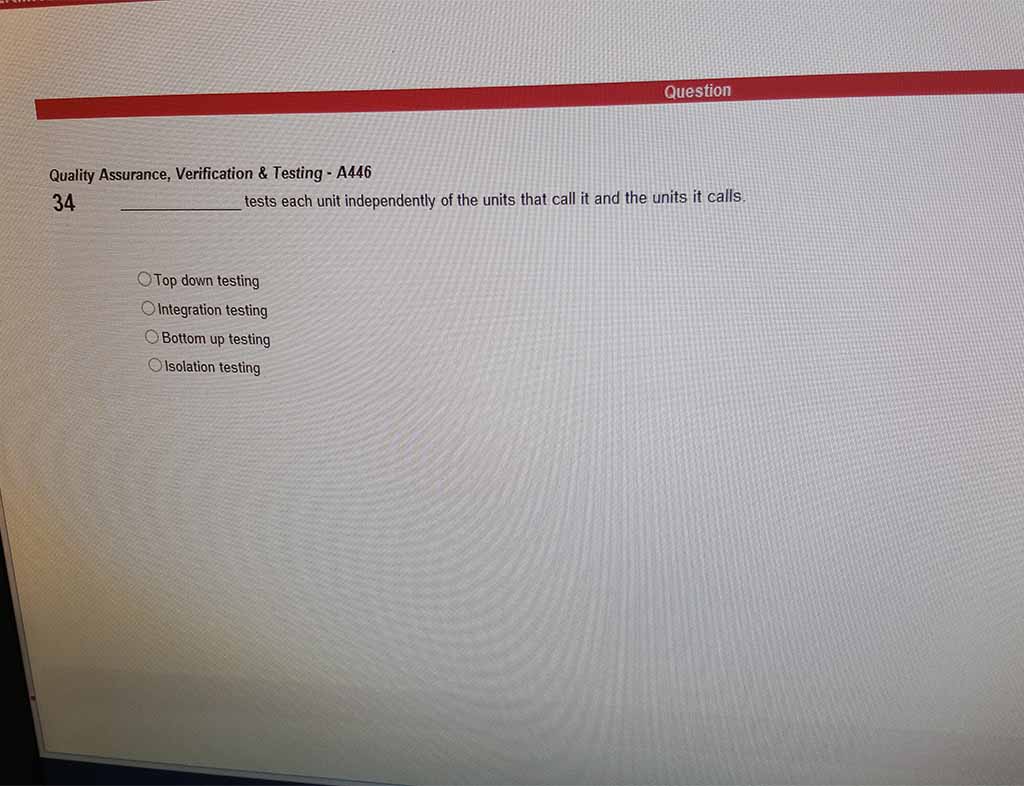 Question
Quality Assurance, Verification & Testing - A446
34 ____________ tests each unit independently of the units that call it and the units it calls.
Top down testing
Integration testing
Bottom up testing
Isolation testing